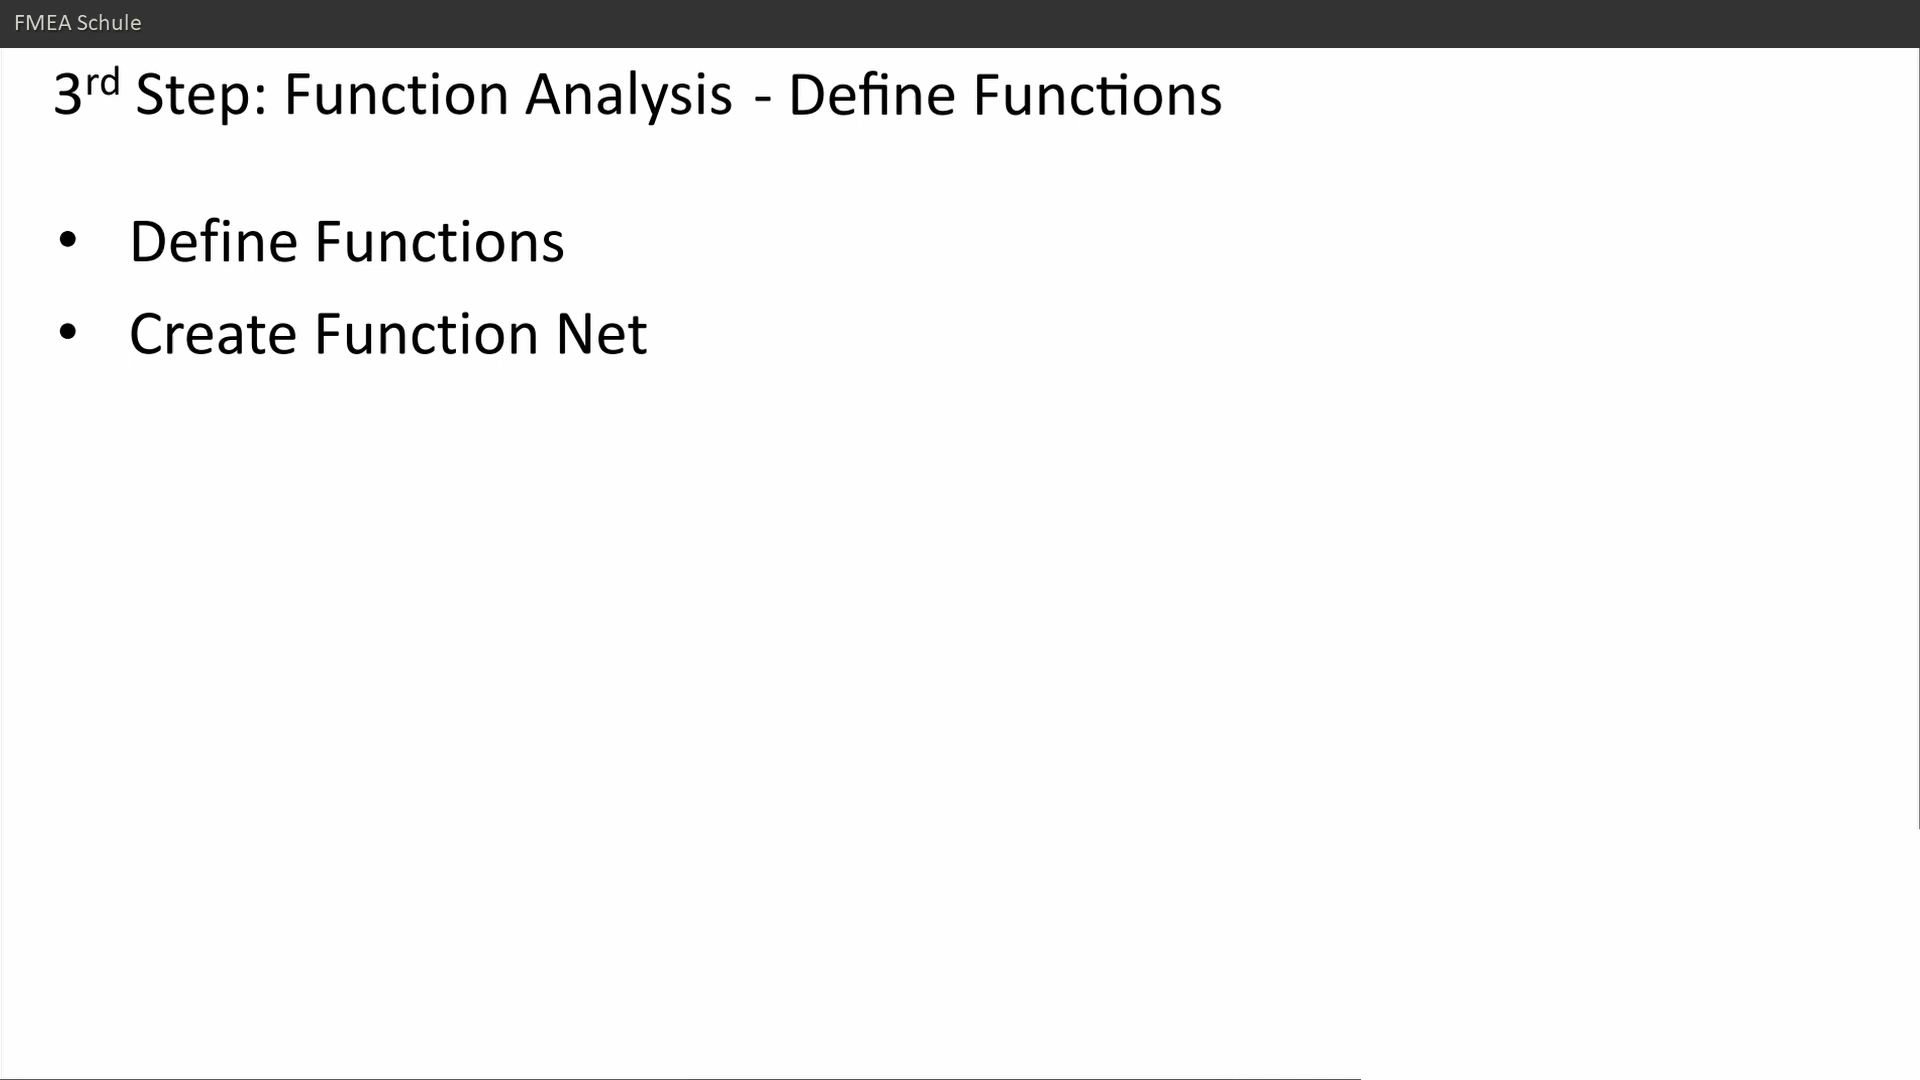 FMEA Schule
3rd Step: Function Analysis - Define Functions
• Define Functions
• Create Function Net